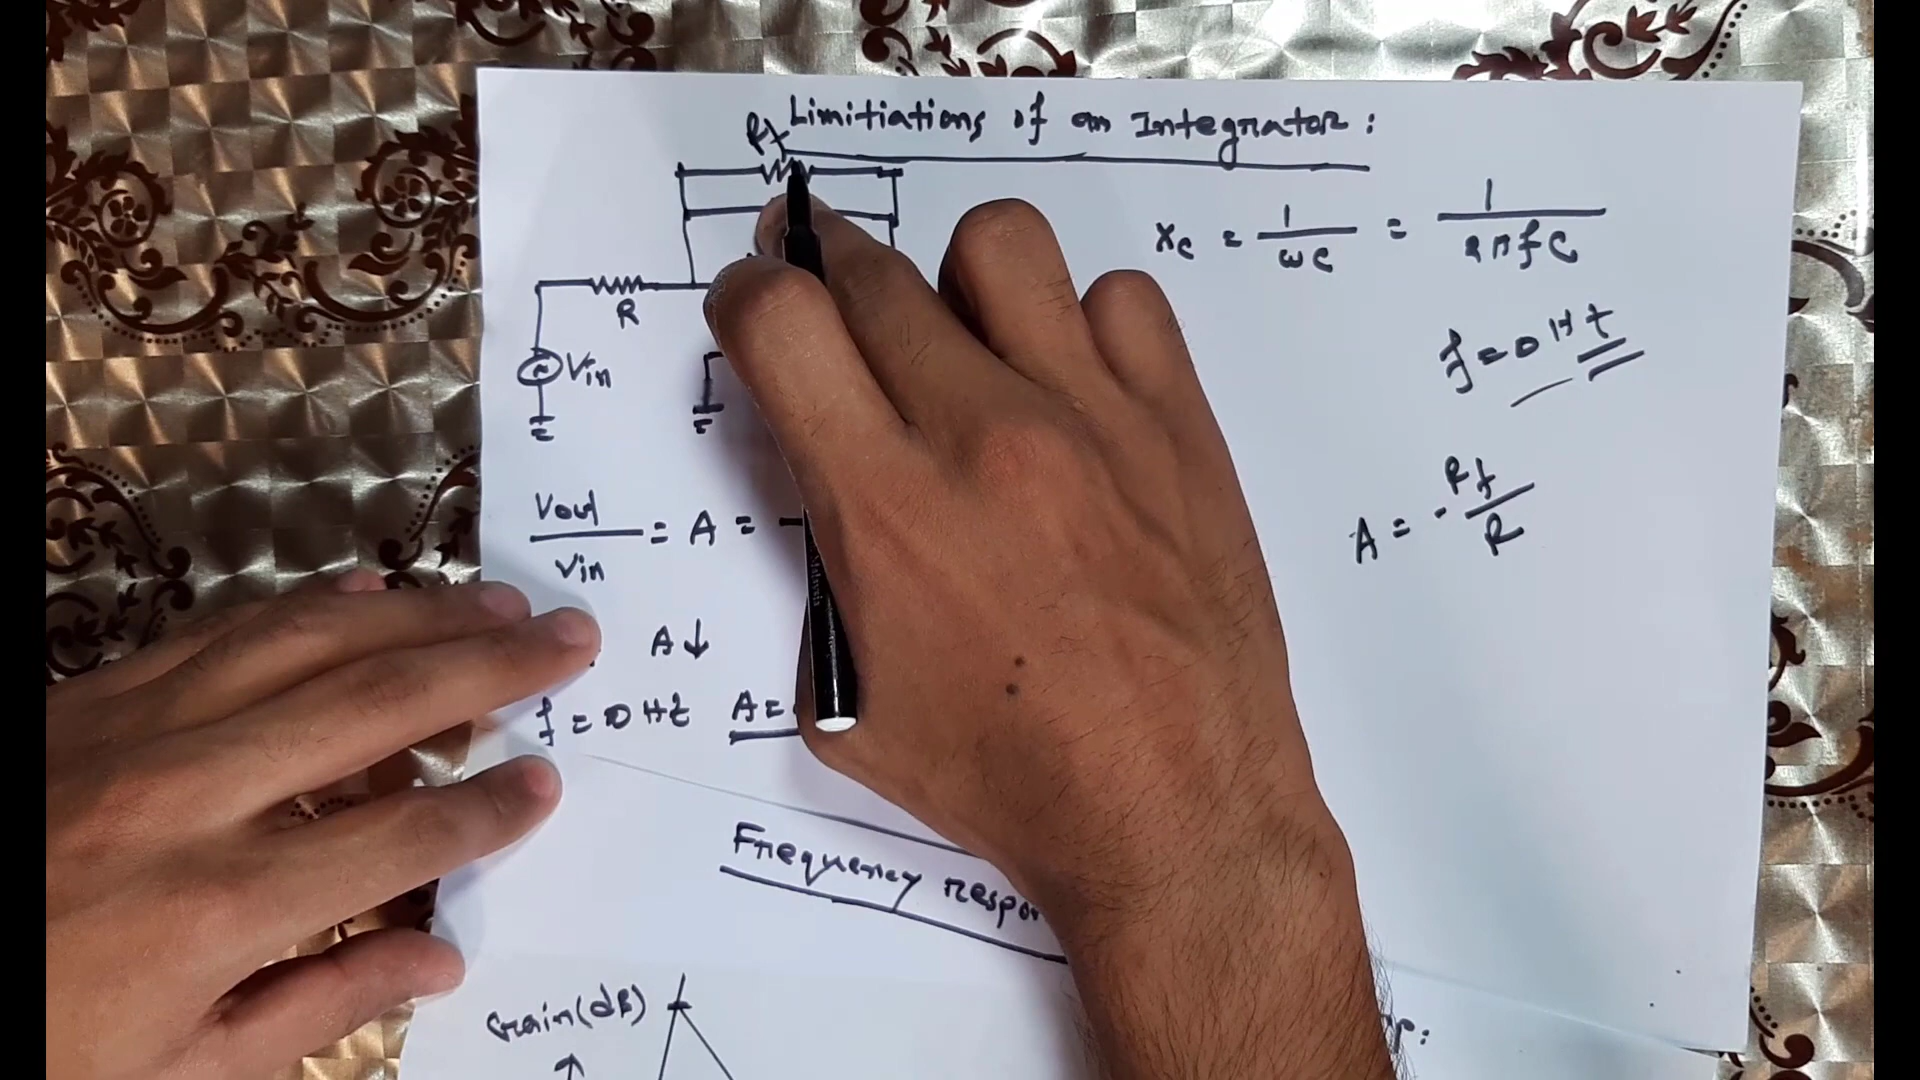 Limitiations of an Integrator:
Rf
Xc = 1/ωC = 1/2πfC
R
Vin
f = 0 Hz
A = - Rf/R
Vout/Vin = A = -
A↓
f = 0 Hz A =
Frequency
Gain(dB)